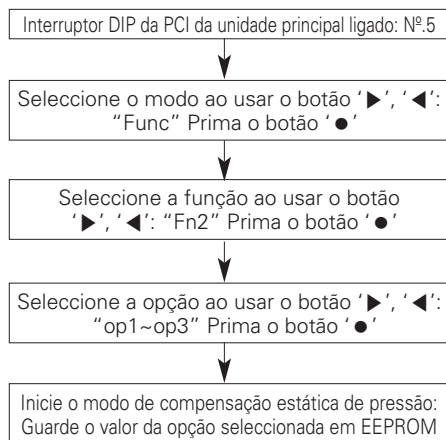 Interruptor DIP da PCI da unidade principal ligado: Nº.5
Seleccione o modo ao usar o botão ‘▶’, ‘◀’:
“Func” Prima o botão ‘●’
Seleccione a função ao usar o botão
‘▶’, ‘◀’: “Fn2” Prima o botão ‘●’
Seleccione a opção ao usar o botão ‘▶’, ‘◀’:
“op1~op3” Prima o botão ‘●’
Inicie o modo de compensação estática de pressão:
Guarde o valor da opção seleccionada em EEPROM